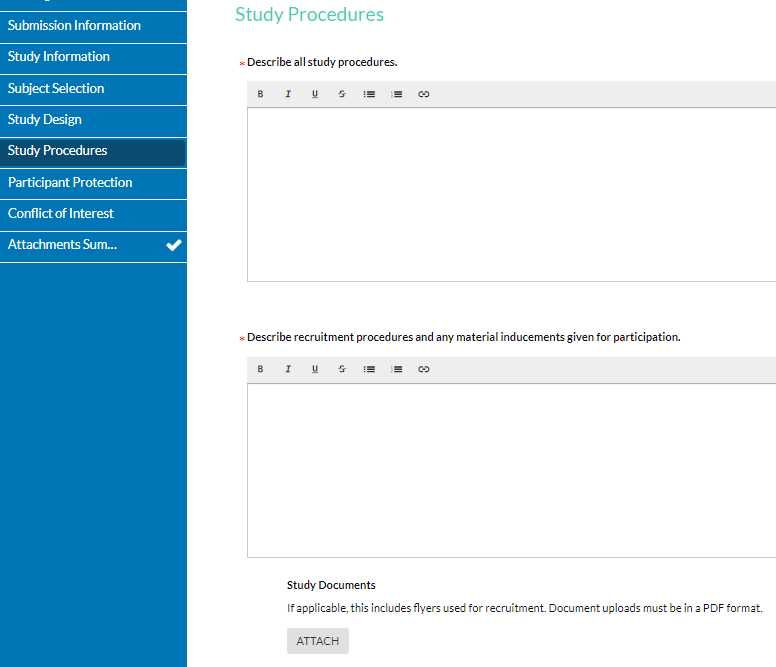 Submission Information
Study Information
Subject Selection
Study Design
Study Procedures
Participant Protection
Conflict of Interest
Attachments Sum...
Study Procedures
* Describe all study procedures.
B I U S
* Describe recruitment procedures and any material inducements given for participation.
B I U S
Study Documents
If applicable, this includes flyers used for recruitment. Document uploads must be in a PDF format.
ATTACH